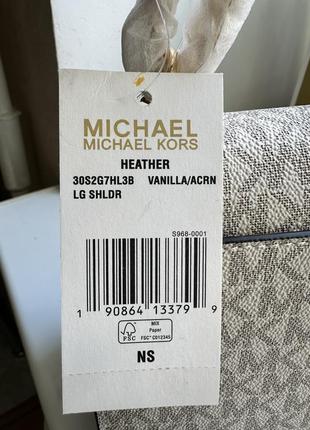 MICHAEL
MICHAEL KORS
HEATHER
30S2G7HL3B VANILLA/ACRN
LG SHLDR
S968-0001
1 90864 13379 9
FSC
MIX
Paper
FSC® C012345
NS